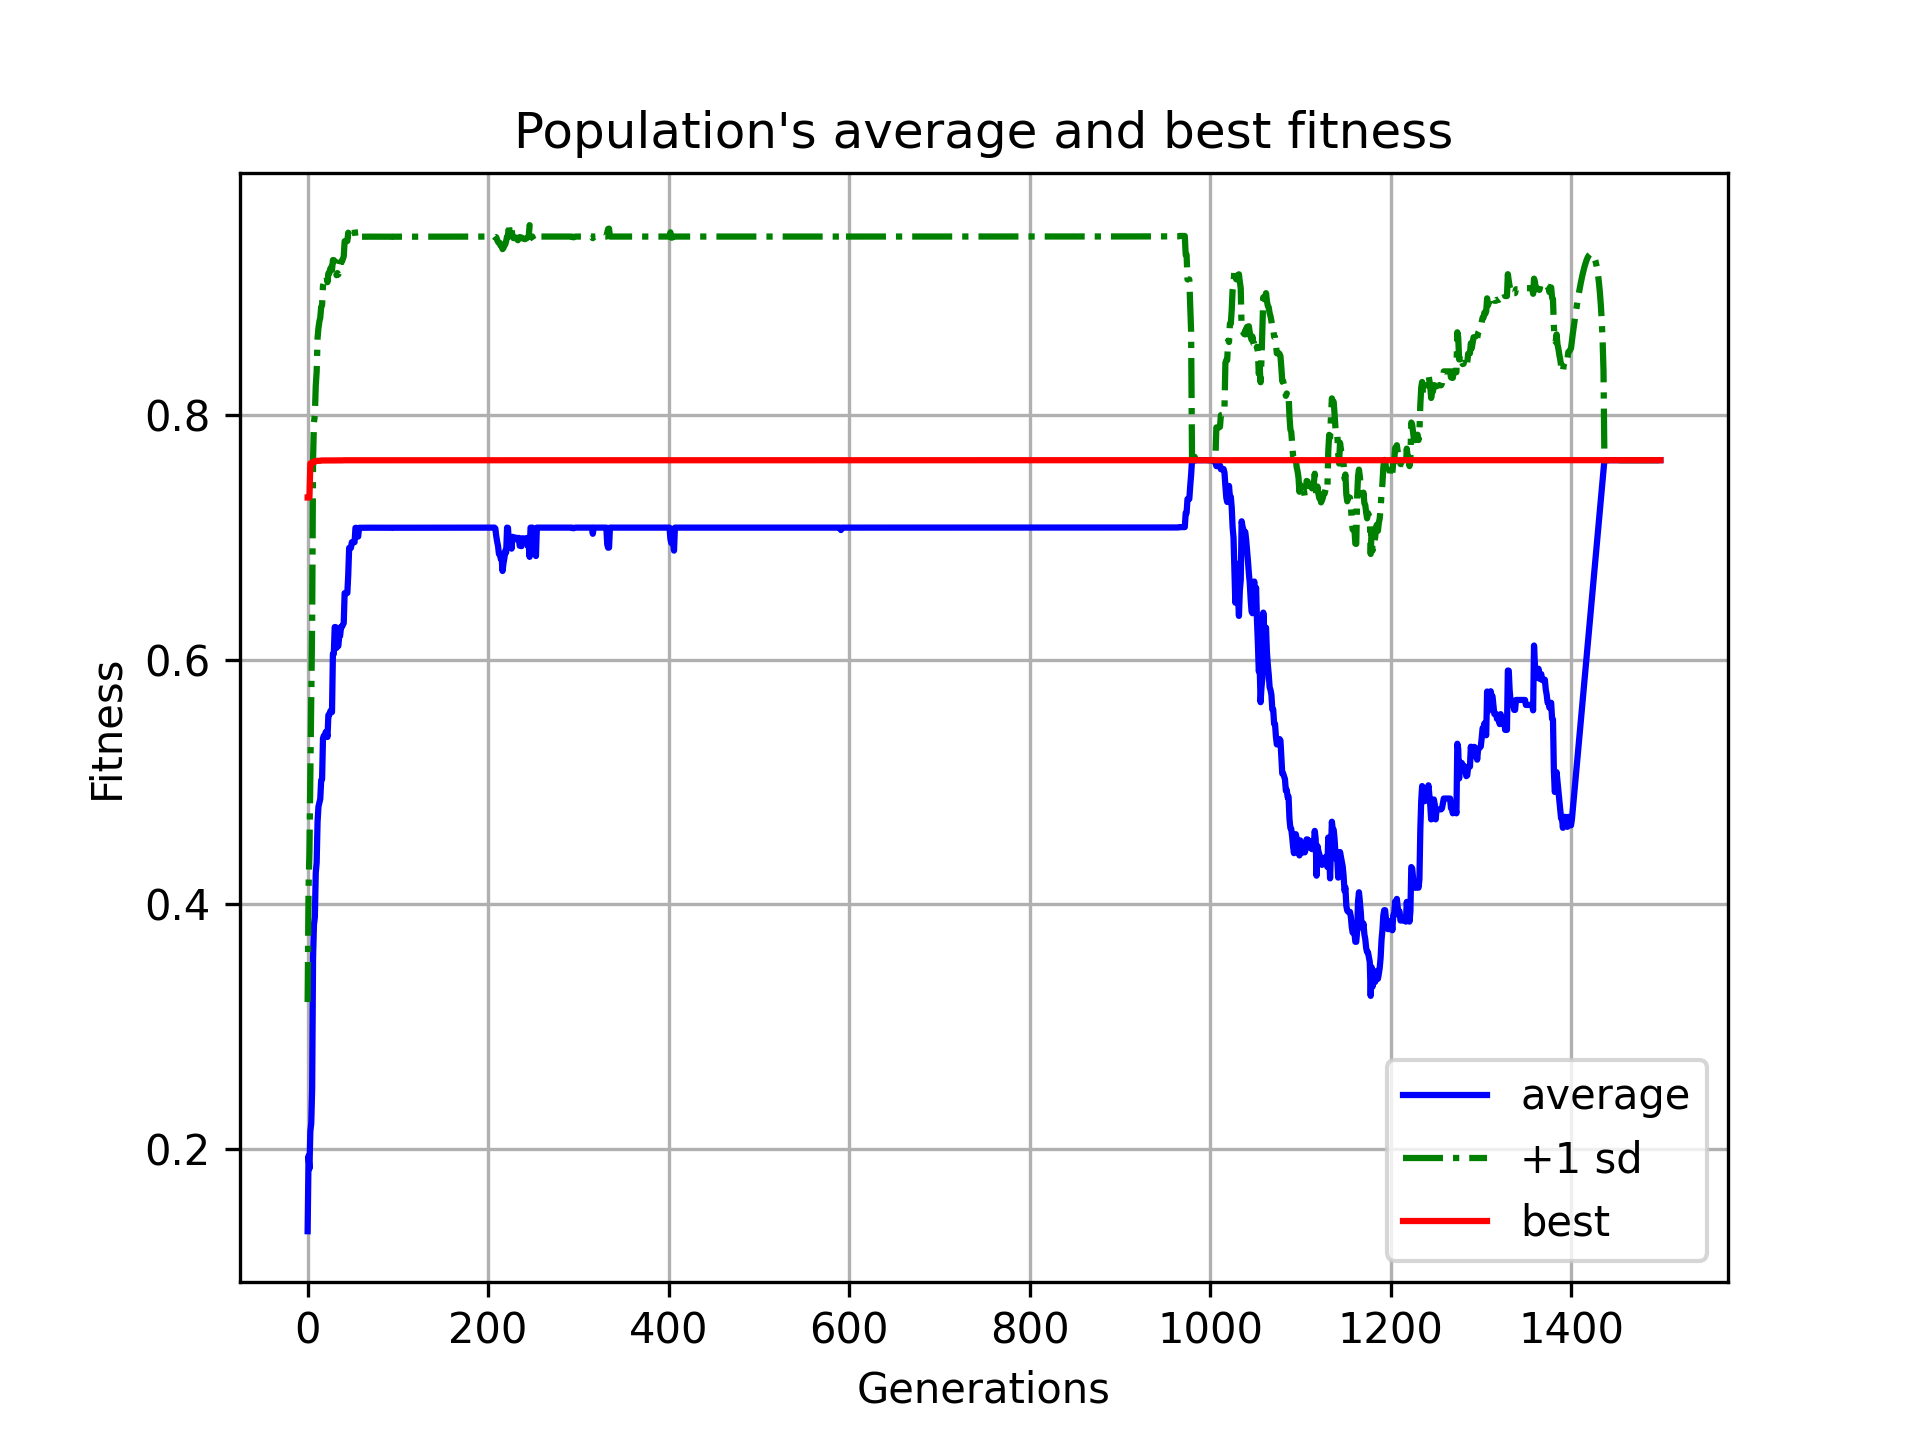 Population's average and best fitness
Fitness
0.8
0.6
0.4
0.2
0 200 400 600 800 1000 1200 1400
Generations
average
+1 sd
best